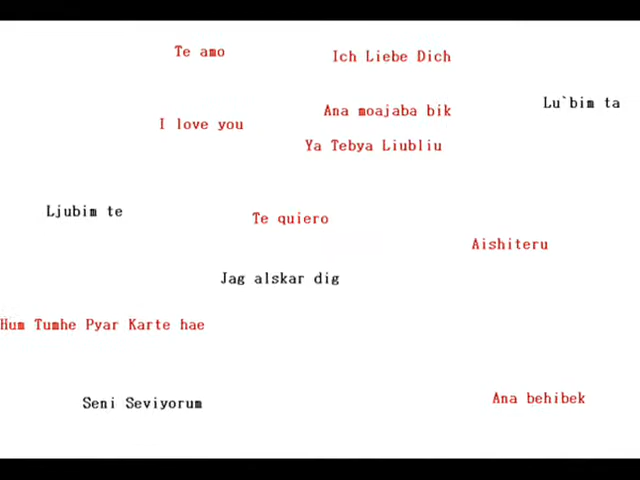 Te amo
Ich Liebe Dich
Lu`bim ta
Ana moajaba bik
I love you
Ya Tebya Liubliu
Ljubim te
Te quiero
Aishiteru
Jag alskar dig
Hum Tumhe Pyar Karte hae
Seni Seviyorum
Ana behibek